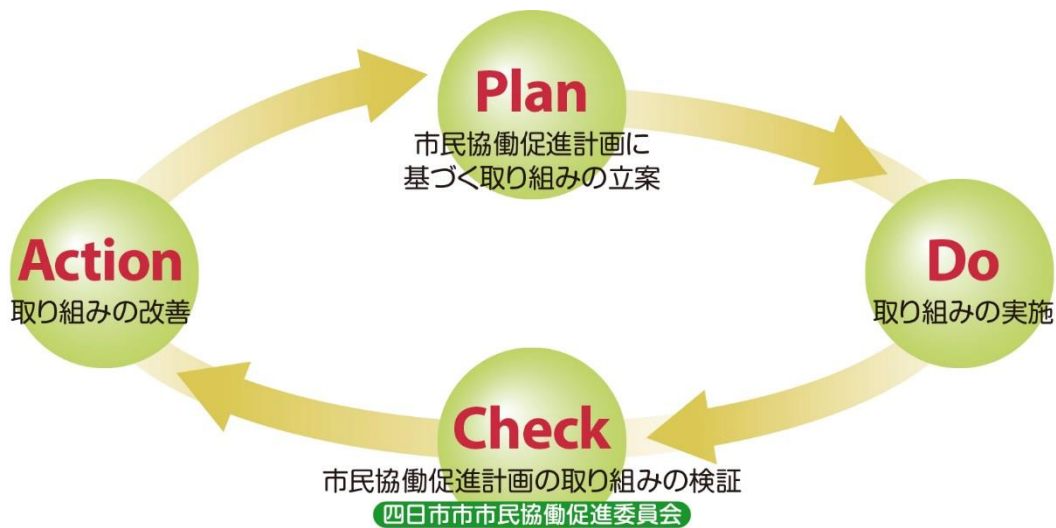 Plan
市民協働促進計画に
基づく取り組みの立案
Do
取り組みの実施
Check
市民協働促進計画の取り組みの検証
四日市市市民協働促進委員会
Action
取り組みの改善